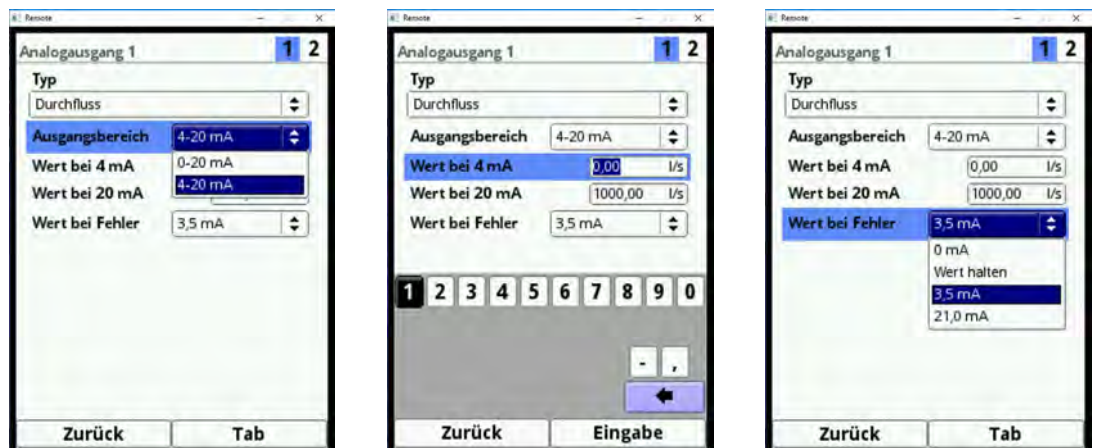 Remote
Analogausgang 1 1 2
Typ
Durchfluss
Ausgangsbereich 4-20 mA
Wert bei 4 mA 0-20 mA
4-20 mA
Wert bei 20 mA
Wert bei Fehler 3,5 mA
Zurück Tab
Remote
Analogausgang 1 1 2
Typ
Durchfluss
Ausgangsbereich 4-20 mA
Wert bei 4 mA 0,00 l/s
Wert bei 20 mA 1000,00 l/s
Wert bei Fehler 3,5 mA
1 2 3 4 5 6 7 8 9 0
- ,
Zurück Eingabe
Remote
Analogausgang 1 1 2
Typ
Durchfluss
Ausgangsbereich 4-20 mA
Wert bei 4 mA 0,00 l/s
Wert bei 20 mA 1000,00 l/s
Wert bei Fehler 3,5 mA
0 mA
Wert halten
3,5 mA
21,0 mA
Zurück Tab